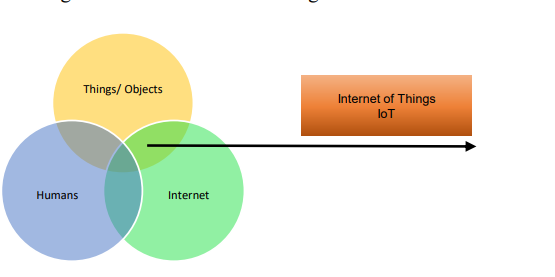 Things/ Objects
Internet of Things
IoT
Humans
Internet